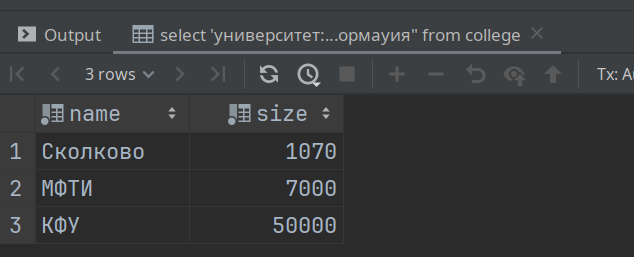 Output select 'университет:...ормауия" from college
3 rows Tx: Au
name size
1 Сколково 1070
2 МФТИ 7000
3 КФУ 50000